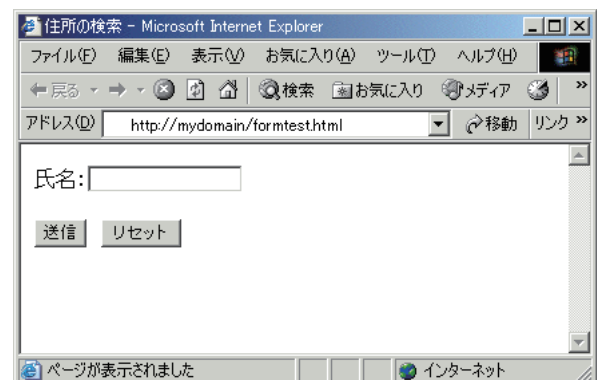 住所の検索 - Microsoft Internet Explorer
ファイル(F) 編集(E) 表示(V) お気に入り(A) ツール(T) ヘルプ(H)
戻る 検索 お気に入り メディア »
アドレス(D) http://mydomain/formtest.html 移動 リンク »
氏名:
送信 リセット
ページが表示されました インターネット